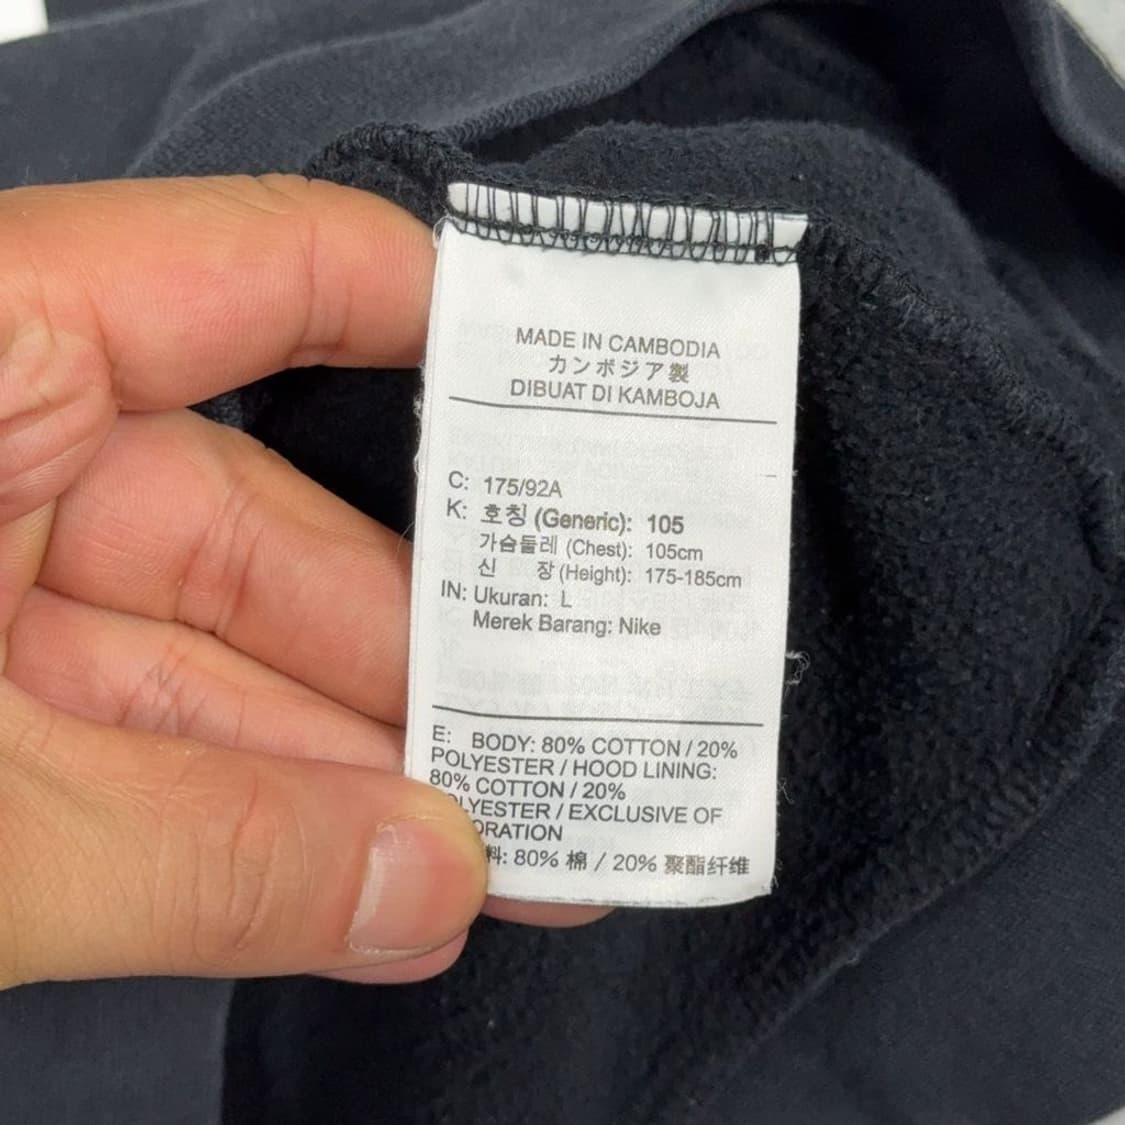 MADE IN CAMBODIA
カンボジア製
DIBUAT DI KAMBOJA
C: 175/92A
K: 호칭 (Generic): 105
가슴둘레 (Chest): 105cm
신 장 (Height): 175-185cm
IN: Ukuran: L
Merek Barang: Nike
E: BODY: 80% COTTON / 20%
POLYESTER / HOOD LINING:
80% COTTON / 20%
POLYESTER / EXCLUSIVE OF
ORATION
料: 80% 棉 / 20% 聚酯纤维